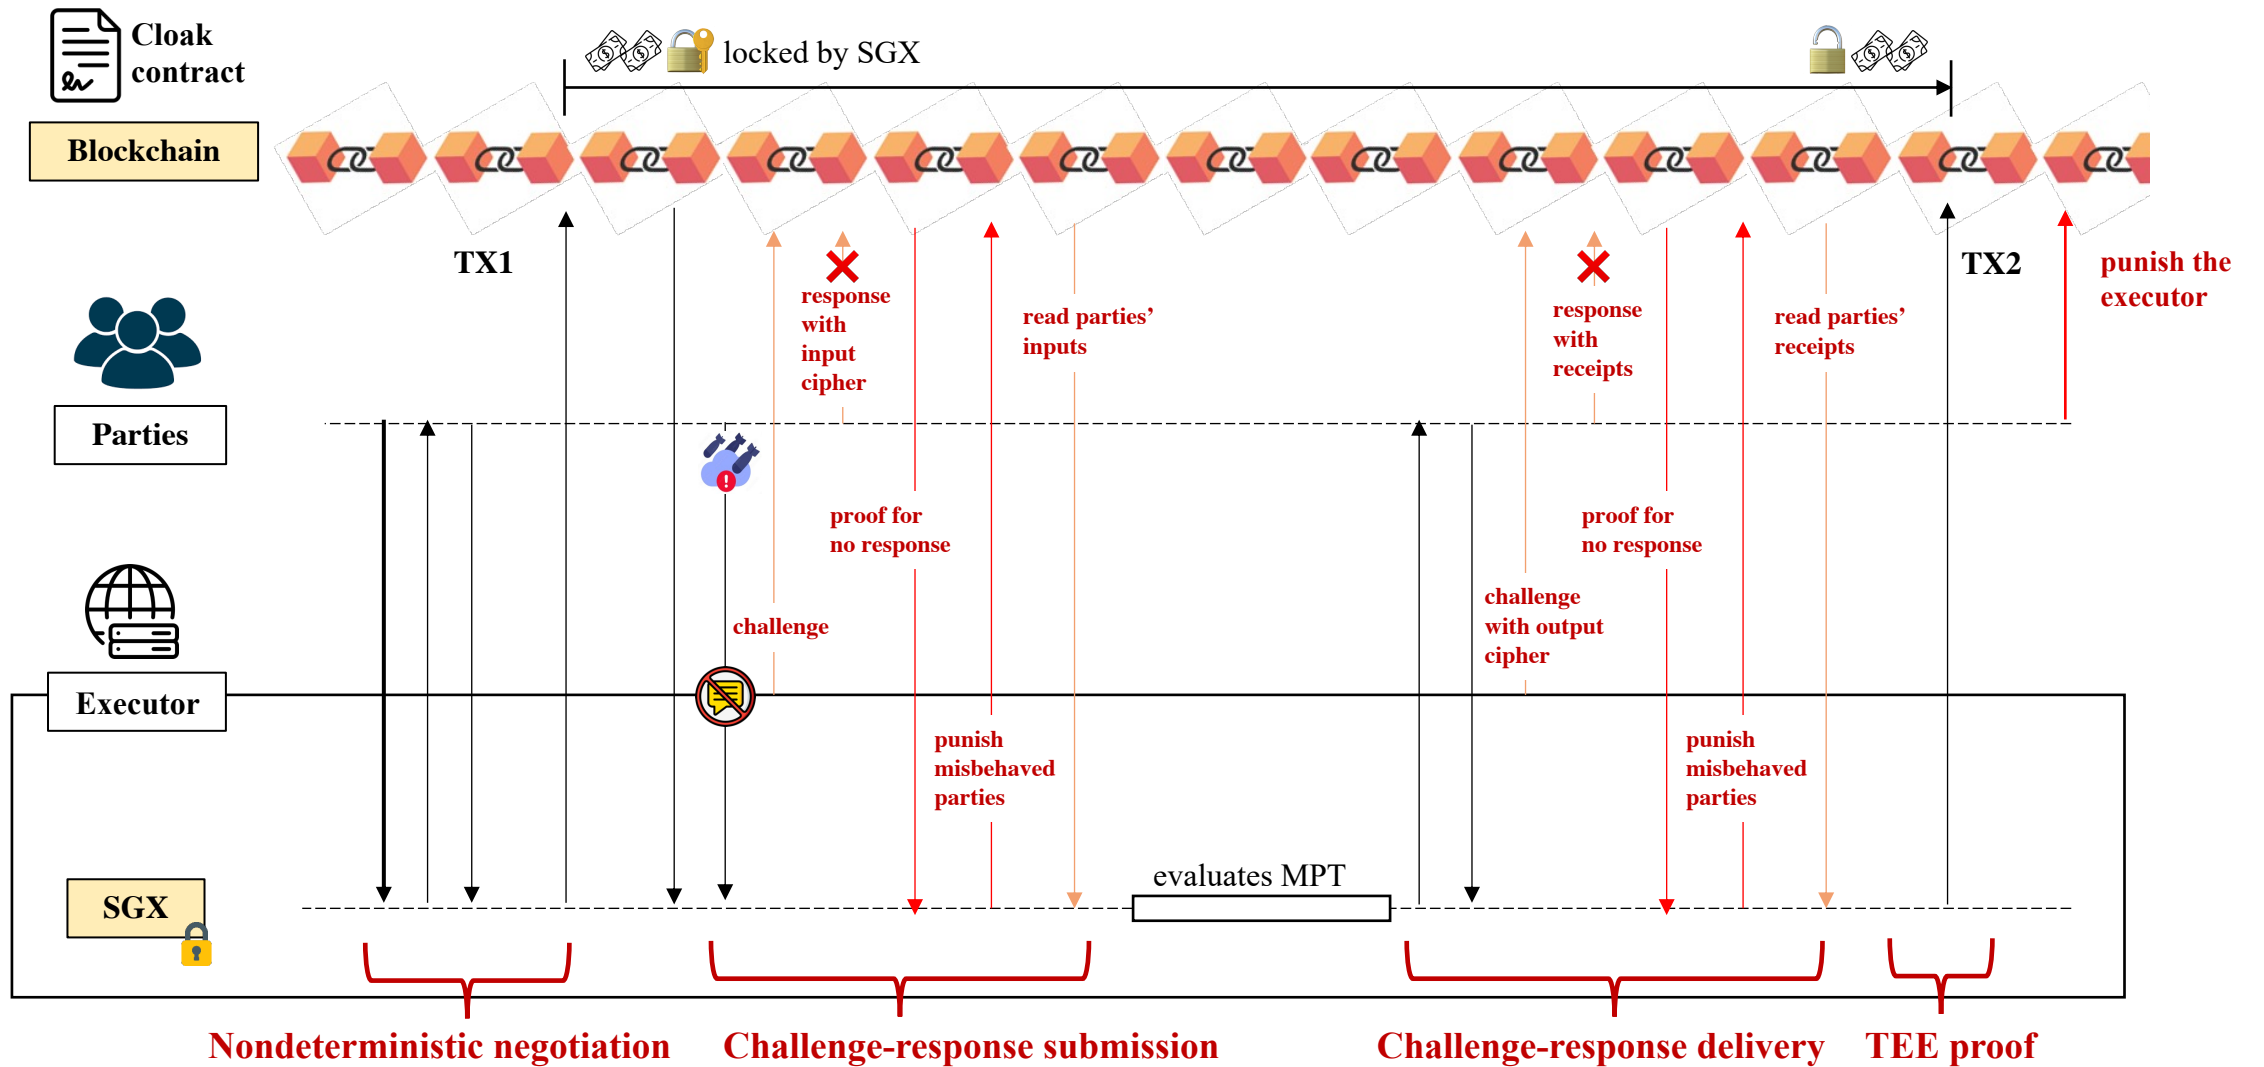 Cloak
contract
locked by SGX
Blockchain
TX1
TX2
punish the
executor
response
with
input
cipher
read parties’
inputs
response
with
receipts
read parties’
receipts
Parties
proof for
no response
proof for
no response
challenge
challenge
with output
cipher
Executor
punish
misbehaved
parties
punish
misbehaved
parties
evaluates MPT
SGX
Nondeterministic negotiation
Challenge-response submission
Challenge-response delivery
TEE proof